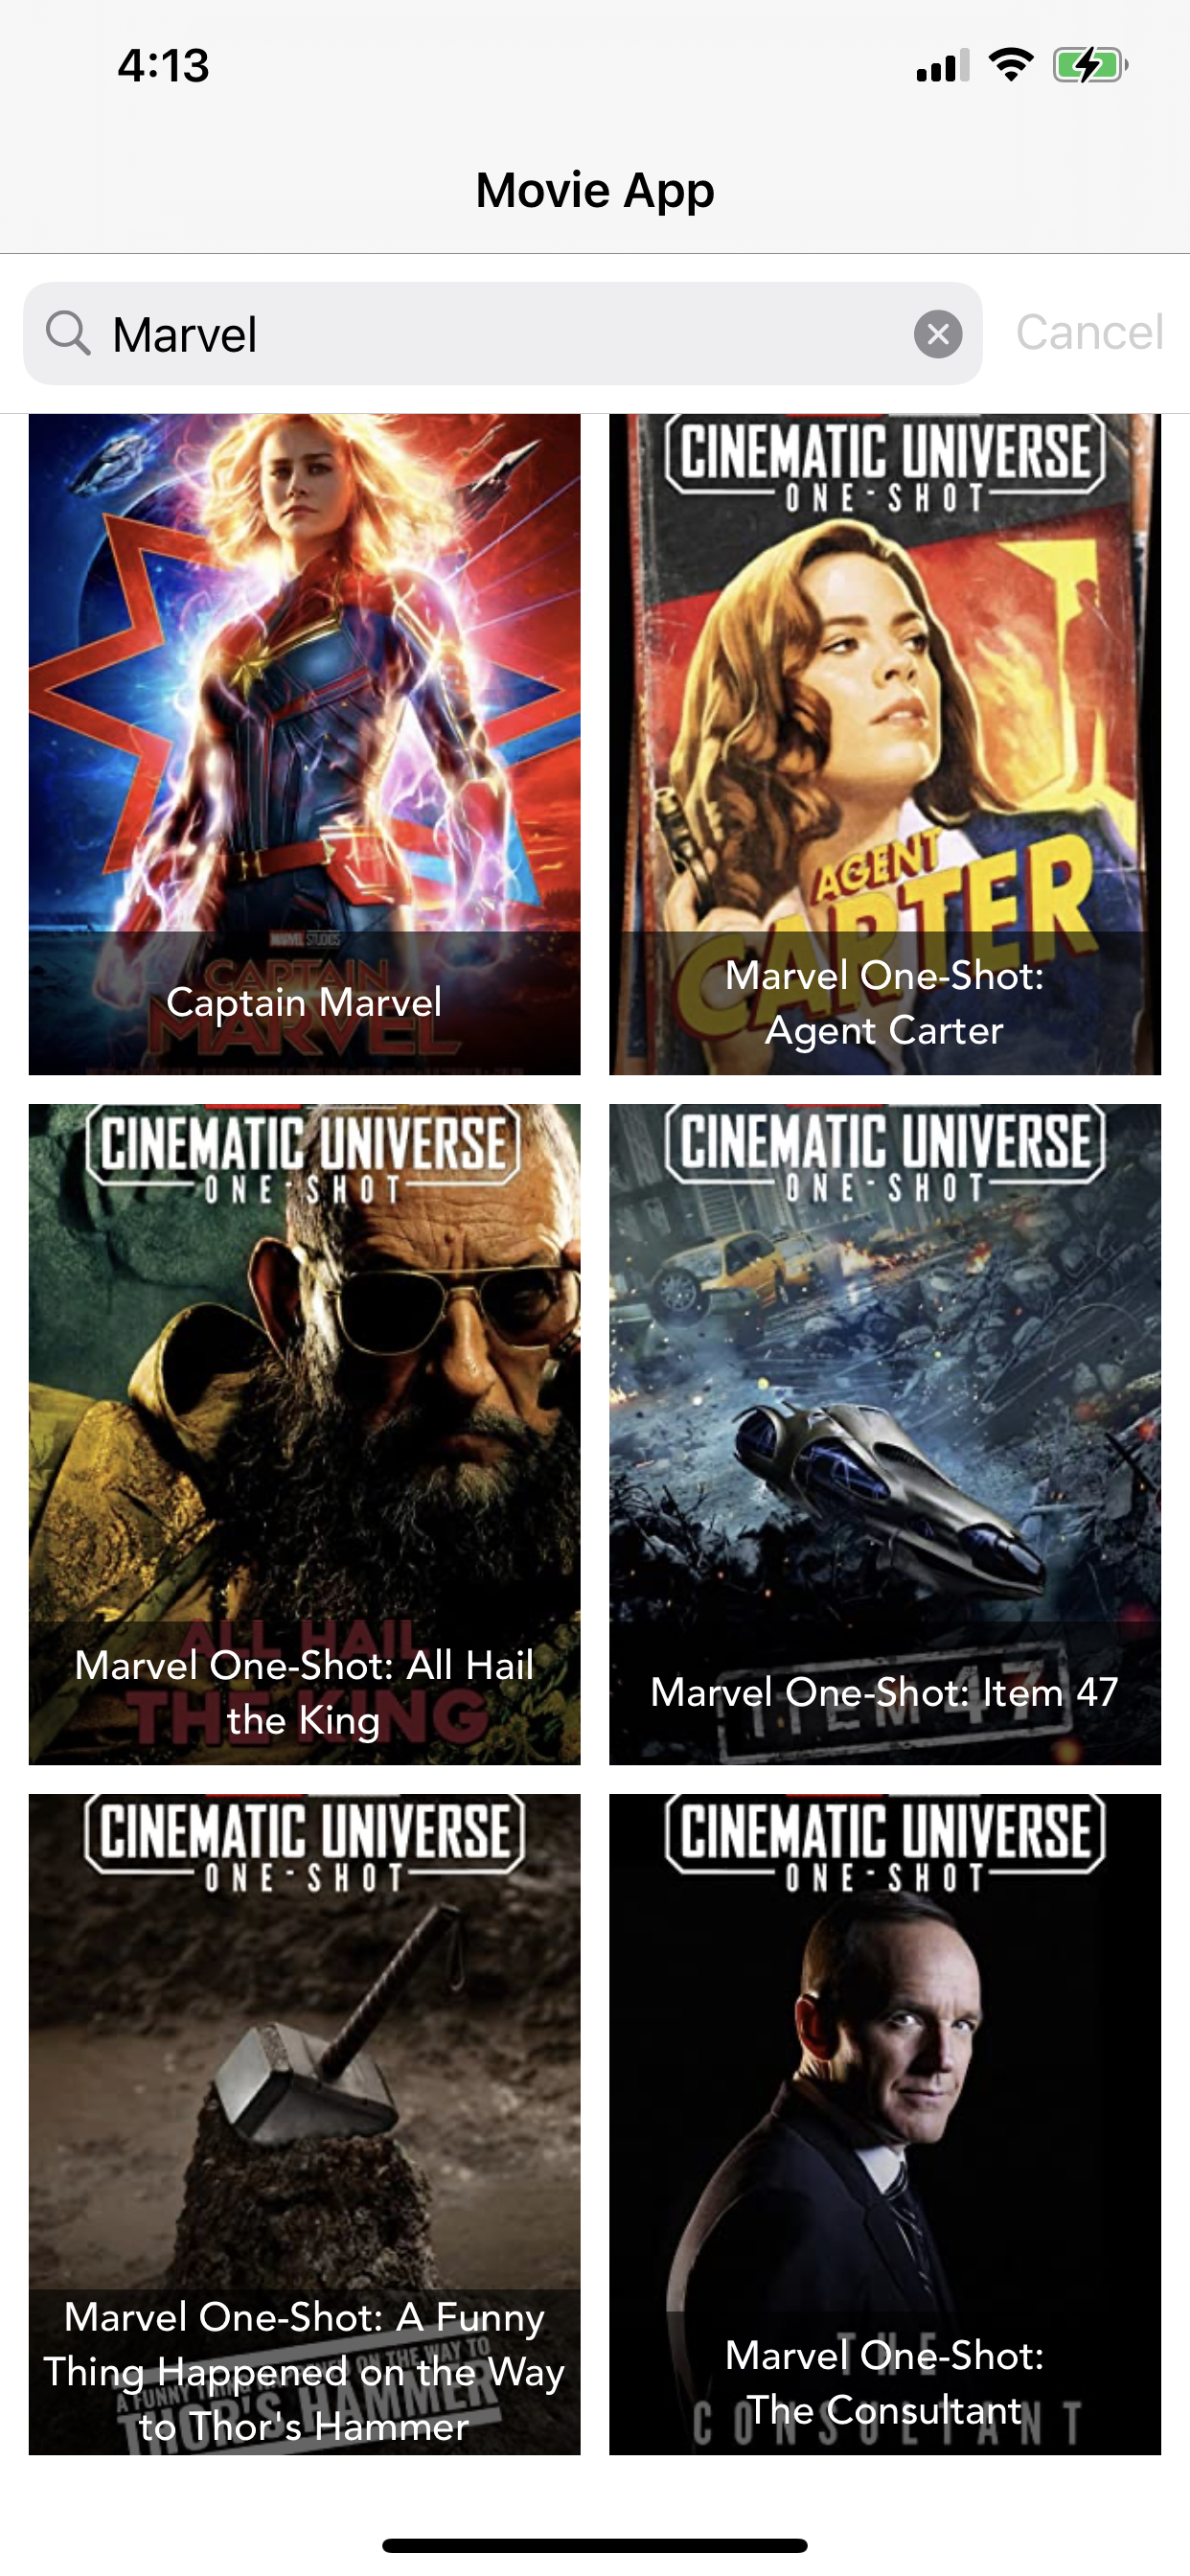 4:13
Movie App
Marvel
Cancel
MARVEL STUDIOS
CAPTAIN
MARVEL
Captain Marvel
CINEMATIC UNIVERSE
ONE-SHOT
AGENT
CARTER
Marvel One-Shot:
Agent Carter
CINEMATIC UNIVERSE
ONE-SHOT
ALL HAIL
THE KING
Marvel One-Shot: All Hail
the King
CINEMATIC UNIVERSE
ONE-SHOT
ITEM 47
Marvel One-Shot: Item 47
CINEMATIC UNIVERSE
ONE-SHOT
A FUNNY ON THE WAY TO
THOR'S HAMMER
Marvel One-Shot: A Funny
Thing Happened on the Way
to Thor's Hammer
CINEMATIC UNIVERSE
ONE-SHOT
THE
CONSULTANT
Marvel One-Shot:
The Consultant